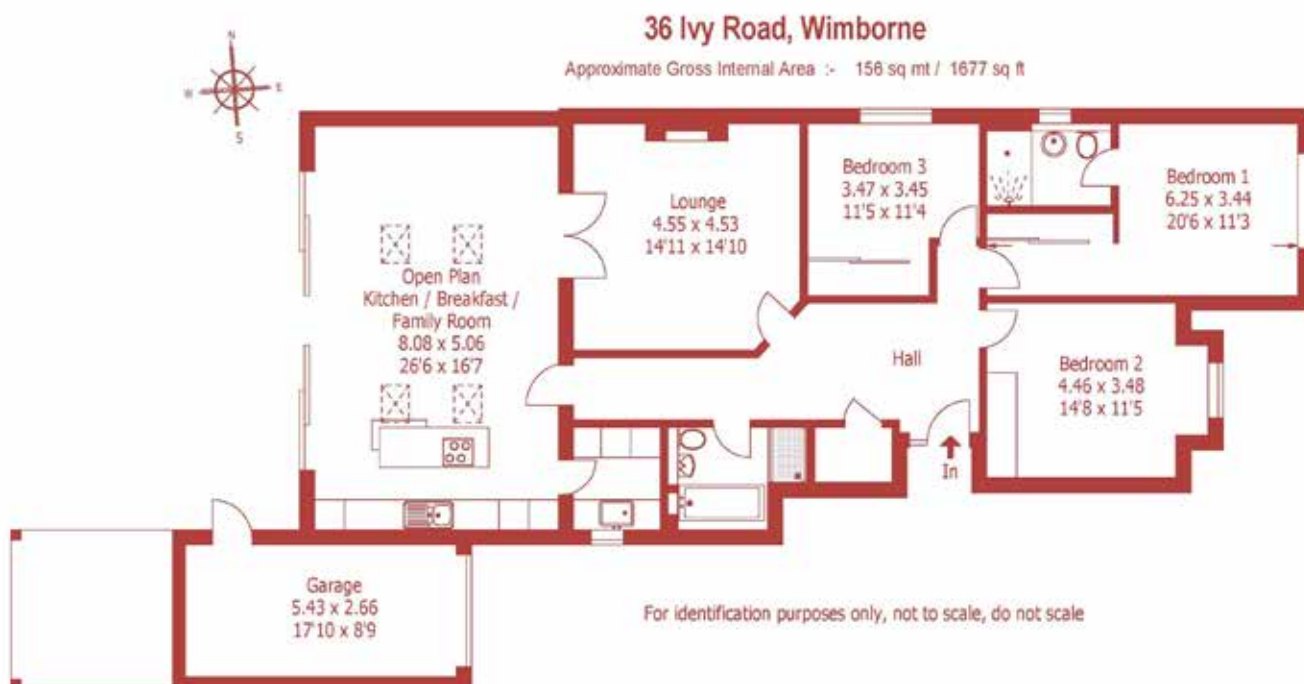 36 Ivy Road, Wimborne
Approximate Gross Internal Area :- 156 sq mt / 1677 sq ft
N
W
E
S
Open Plan
Kitchen / Breakfast /
Family Room
8.08 x 5.06
26'6 x 16'7
Lounge
4.55 x 4.53
14'11 x 14'10
Bedroom 3
3.47 x 3.45
11'5 x 11'4
Bedroom 1
6.25 x 3.44
20'6 x 11'3
Hall
Bedroom 2
4.46 x 3.48
14'8 x 11'5
In
Garage
5.43 x 2.66
17'10 x 8'9
For identification purposes only, not to scale, do not scale